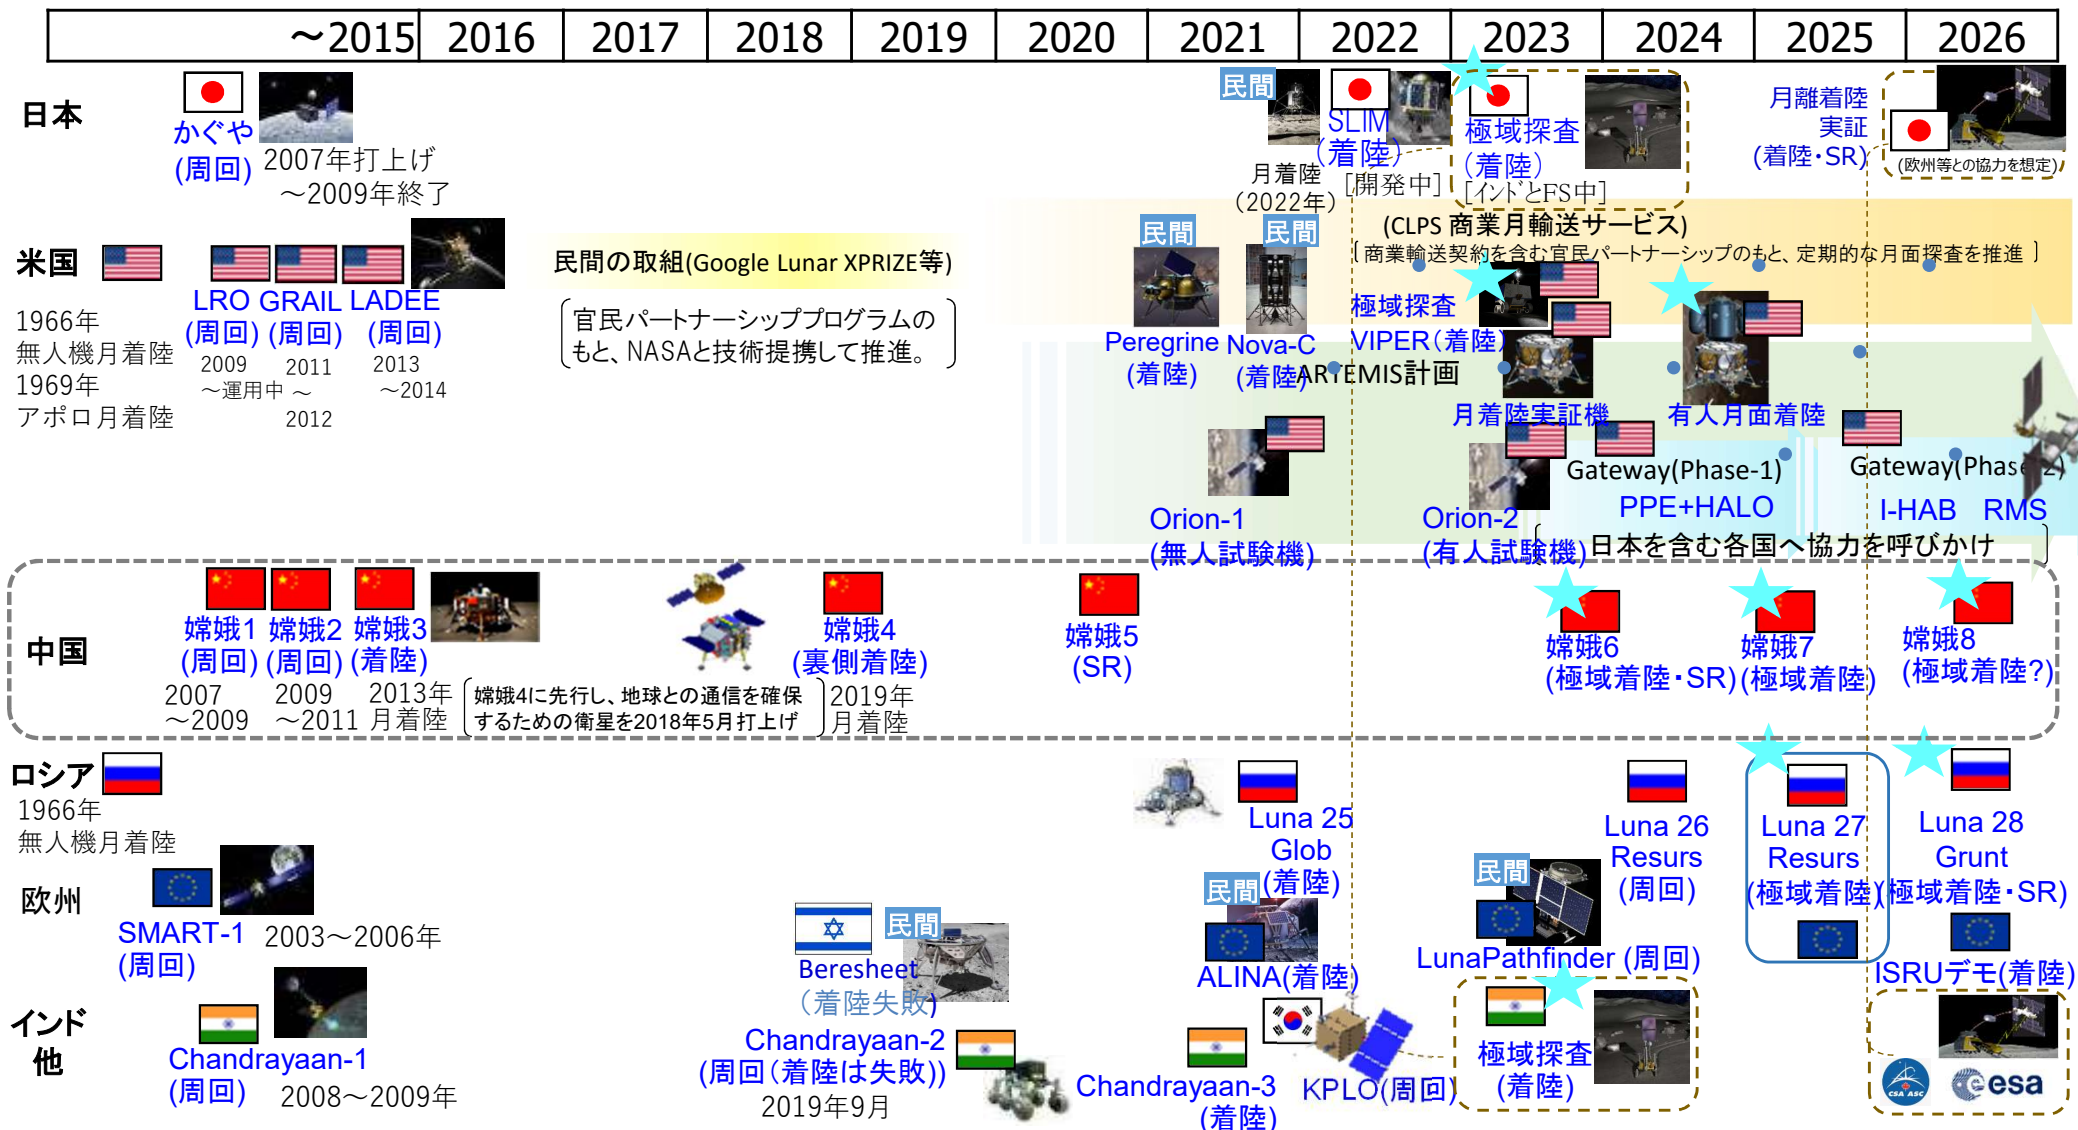 ～2015 2016 2017 2018 2019 2020 2021 2022 2023 2024 2025 2026
日本
かぐや
(周回)
2007年打上げ
～2009年終了
民間
月着陸
（2022年）
SLIM
（着陸）
[開発中]
極域探査
（着陸）
[インドとFS中]
月離着陸
実証
(着陸・SR)
(欧州等との協力を想定)
米国
1966年
無人機月着陸
1969年
アポロ月着陸
LRO
(周回)
2009
～運用中
GRAIL
(周回)
2011
～
2012
LADEE
(周回)
2013
～2014
民間の取組(Google Lunar XPRIZE等)
官民パートナーシッププログラムの
もと、NASAと技術提携して推進。
民間
Peregrine
(着陸)
民間
Nova-C
(着陸)
(CLPS 商業月輸送サービス)
商業輸送契約を含む官民パートナーシップのもと、定期的な月面探査を推進
極域探査
VIPER（着陸）
ARTEMIS計画
月着陸実証機
有人月面着陸
Orion-1
(無人試験機)
Orion-2
(有人試験機)
Gateway(Phase-1)
PPE+HALO
Gateway(Phase-2)
I-HAB RMS
日本を含む各国へ協力を呼びかけ
中国
嫦娥1
(周回)
2007
～2009
嫦娥2
(周回)
2009
～2011
嫦娥3
(着陸)
2013年
月着陸
嫦娥4に先行し、地球との通信を確保
するための衛星を2018年5月打上げ
嫦娥4
(裏側着陸)
2019年
月着陸
嫦娥5
(SR)
嫦娥6
(極域着陸・SR)
嫦娥7
(極域着陸)
嫦娥8
(極域着陸?)
ロシア
1966年
無人機月着陸
Luna 25
Glob
(着陸)
Luna 26
Resurs
(周回)
Luna 27
Resurs
(極域着陸)
Luna 28
Grunt
(極域着陸・SR)
欧州
SMART-1
(周回)
2003～2006年
民間
Beresheet
（着陸失敗）
民間
ALINA(着陸)
民間
LunaPathfinder (周回)
ISRUデモ(着陸)
インド
他
Chandrayaan-1
(周回)
2008～2009年
Chandrayaan-2
(周回（着陸は失敗）)
2019年9月
Chandrayaan-3
(着陸)
KPLO(周回)
極域探査
(着陸)
CSA ASC
esa